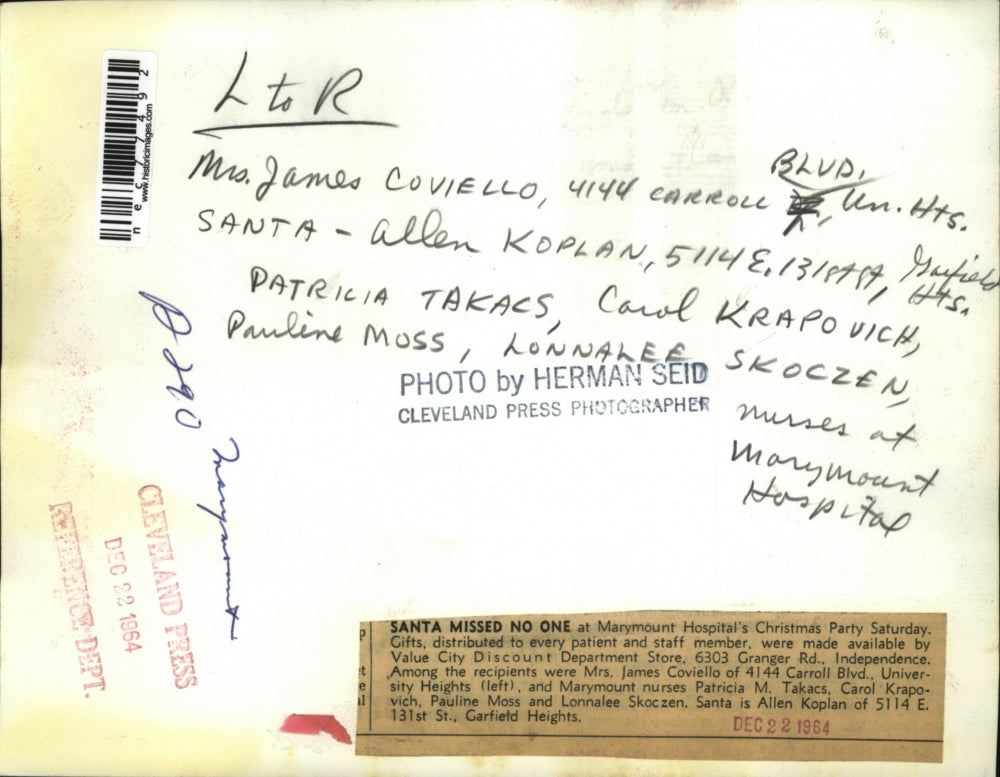 L to R
BLVD.
Mrs. James COVIELLO, 4144 CARROLL, Un. Hts.
SANTA - Allen KOPLAN, 5114 E. 131st St, Garfield Hts.
PATRICIA TAKACS, Carol KRAPOVICH,
Pauline MOSS, LONNALEE SKOCZEN,
nurses at
Marymount
Hospital
PHOTO by HERMAN SEID
CLEVELAND PRESS PHOTOGRAPHER
nec77492
www.historicimages.com
Marymount
CLEVELAND PRESS
DEC 22 1964
REFERENCE DEPT.
SANTA MISSED NO ONE at Marymount Hospital's Christmas Party Saturday.
Gifts, distributed to every patient and staff member, were made available by
Value City Discount Department Store, 6303 Granger Rd., Independence.
Among the recipients were Mrs. James Coviello of 4144 Carroll Blvd., Univer-
sity Heights (left), and Marymount nurses Patricia M. Takacs, Carol Krapo-
vich, Pauline Moss and Lonnalee Skoczen. Santa is Allen Koplan of 5114 E.
131st St., Garfield Heights.
DEC 22 1964